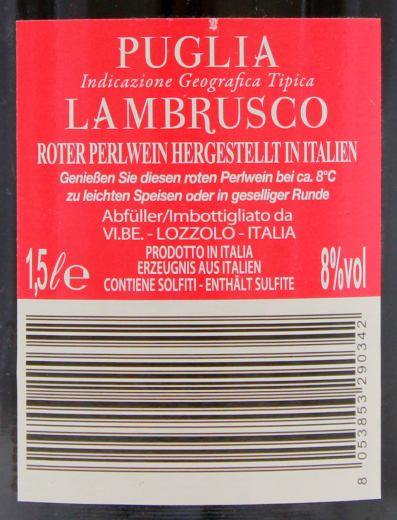 PUGLIA
Indicazione Geografica Tipica
LAMBRUSCO
ROTER PERLWEIN HERGESTELLT IN ITALIEN
Genießen Sie diesen roten Perlwein bei ca. 8°C
zu leichten Speisen oder in geselliger Runde
Abfüller/Imbottigliato da
VI.BE. - LOZZOLO - ITALIA
PRODOTTO IN ITALIA
ERZEUGNIS AUS ITALIEN
CONTIENE SOLFITI - ENTHÄLT SULFITE
1,5 l e
8%vol
8 053853 290342